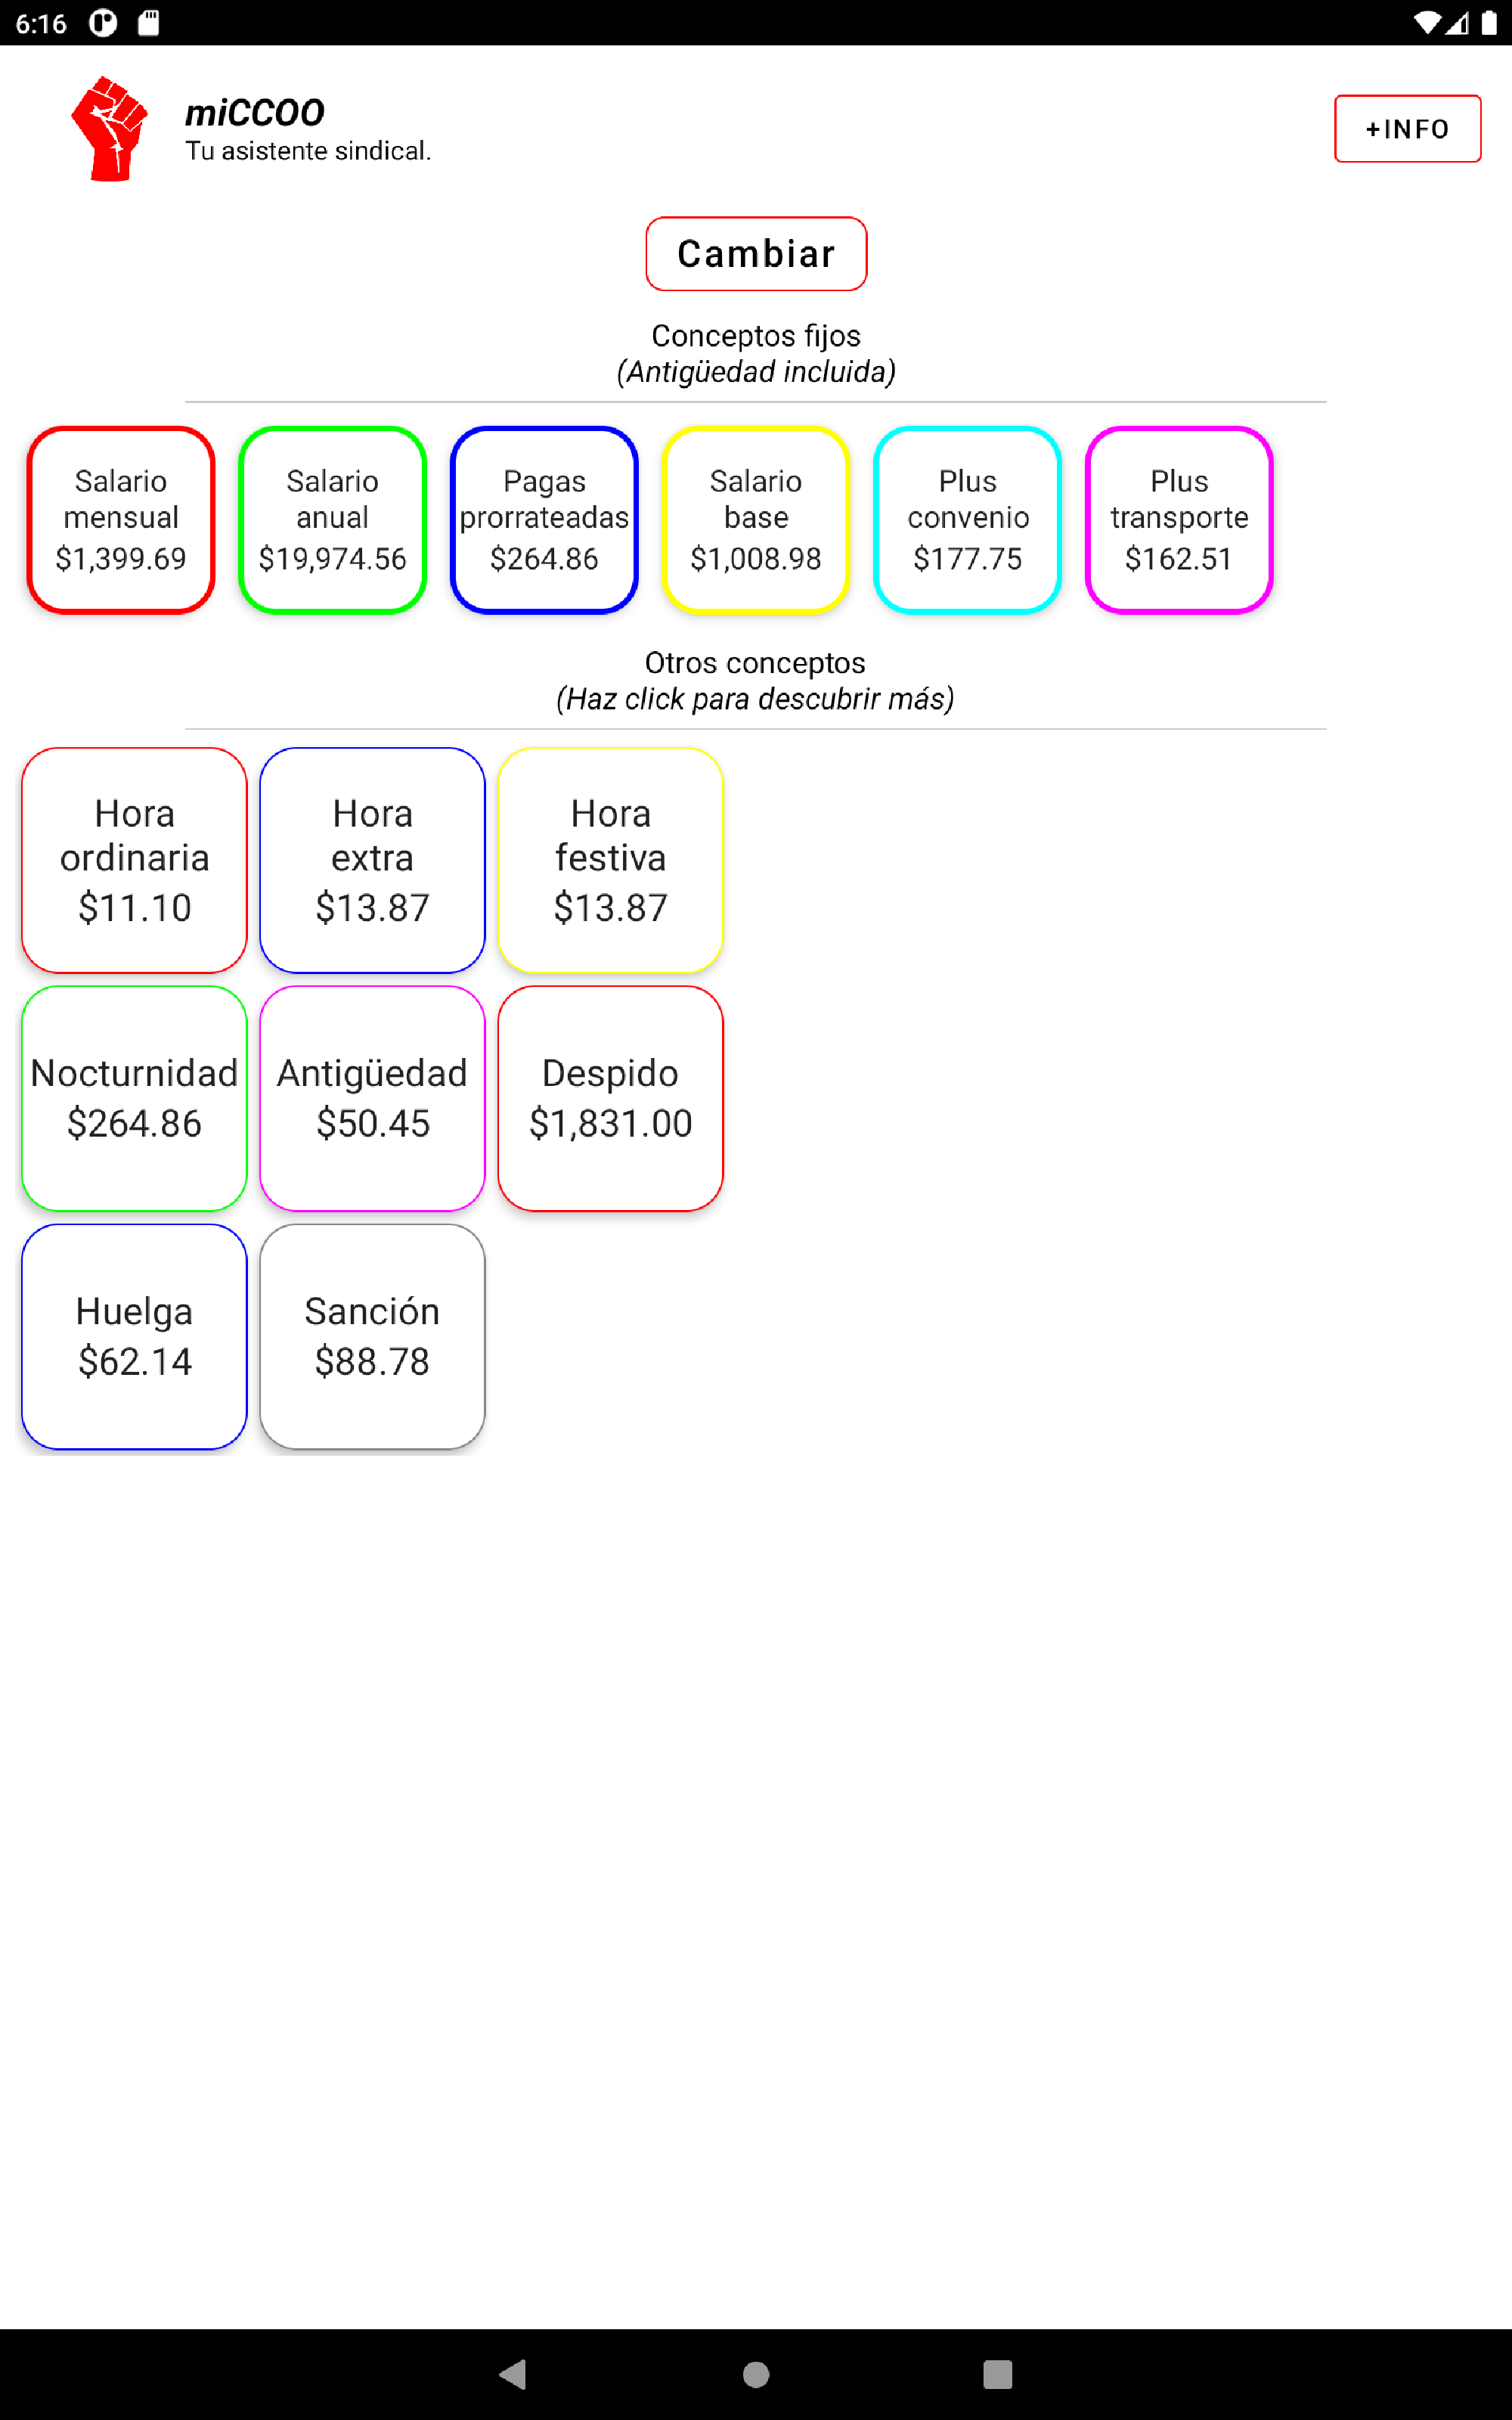 6:16
miCCOO
Tu asistente sindical.
+INFO
Cambiar
Conceptos fijos
(Antigüedad incluida)
Salario
mensual
$1,399.69
Salario
anual
$19,974.56
Pagas
prorrateadas
$264.86
Salario
base
$1,008.98
Plus
convenio
$177.75
Plus
transporte
$162.51
Otros conceptos
(Haz click para descubrir más)
Hora
ordinaria
$11.10
Hora
extra
$13.87
Hora
festiva
$13.87
Nocturnidad
$264.86
Antigüedad
$50.45
Despido
$1,831.00
Huelga
$62.14
Sanción
$88.78